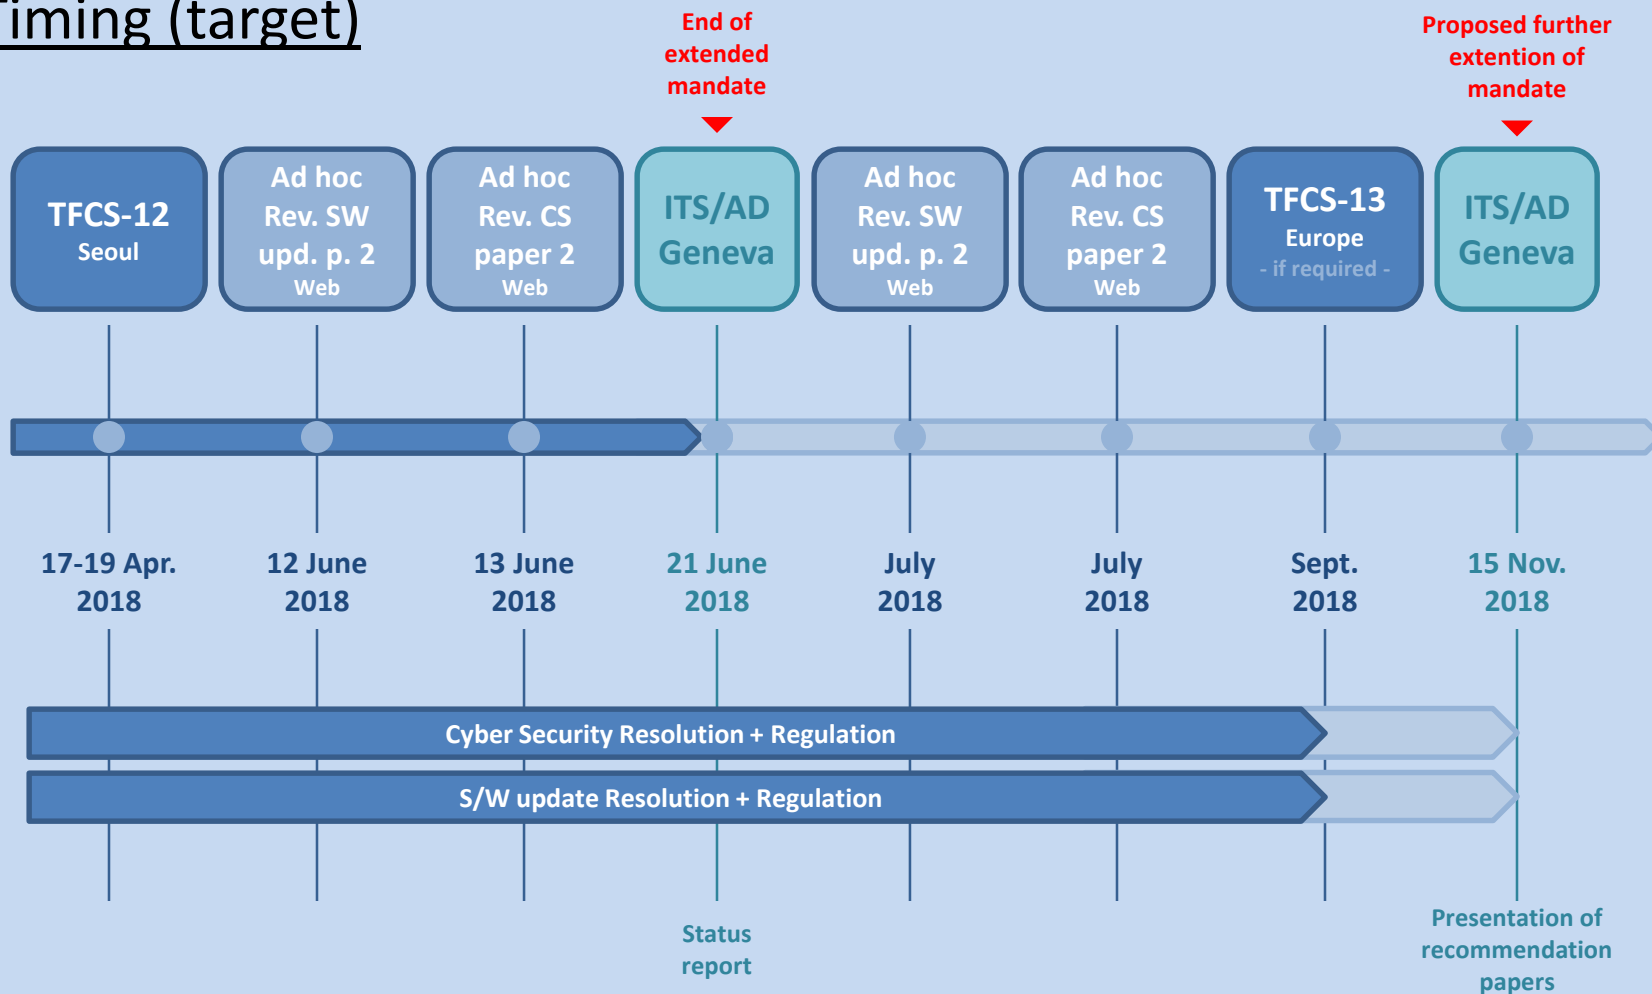 Timing (target)
End of
extended
mandate
Proposed further
extention of
mandate
TFCS-12
Seoul
Ad hoc
Rev. SW
upd. p. 2
Web
Ad hoc
Rev. CS
paper 2
Web
ITS/AD
Geneva
Ad hoc
Rev. SW
upd. p. 2
Web
Ad hoc
Rev. CS
paper 2
Web
TFCS-13
Europe
- if required -
ITS/AD
Geneva
17-19 Apr.
2018
12 June
2018
13 June
2018
21 June
2018
July
2018
July
2018
Sept.
2018
15 Nov.
2018
Cyber Security Resolution + Regulation
S/W update Resolution + Regulation
Status
report
Presentation of
recommendation
papers